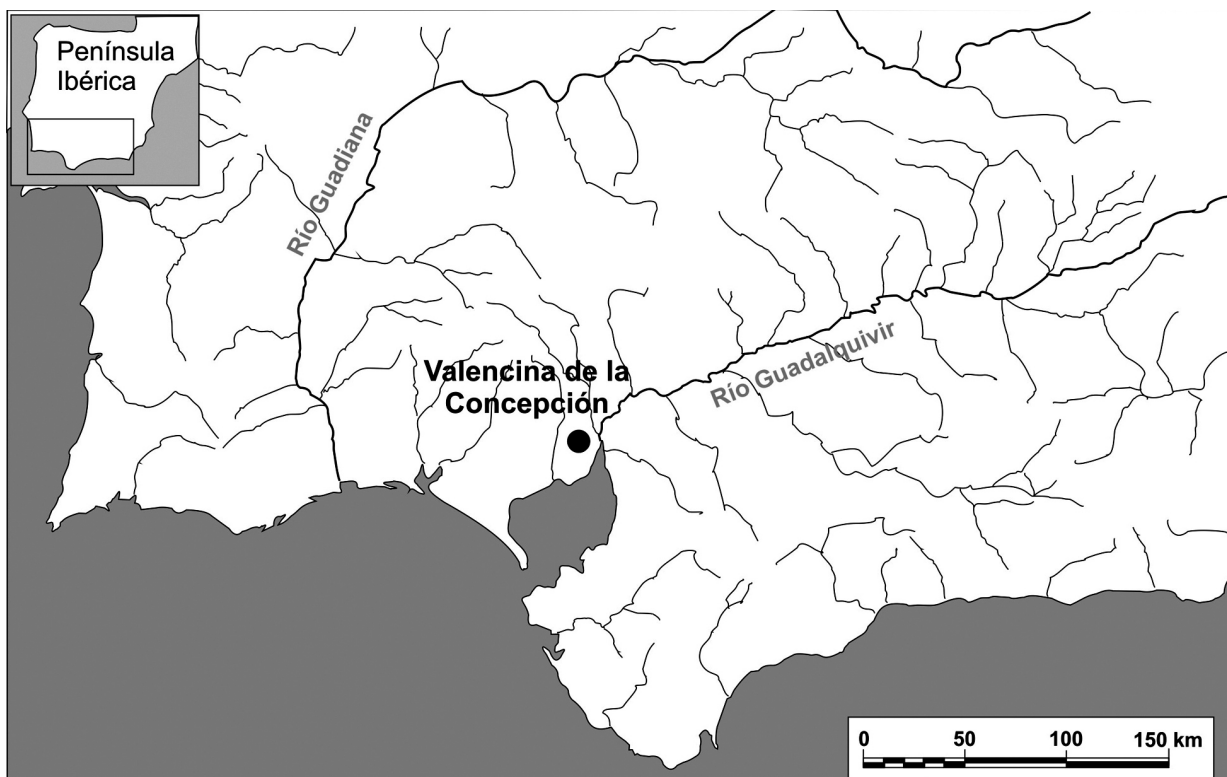 Península
Ibérica
Río Guadiana
Valencina de la
Concepción
Río Guadalquivir
0 50 100 150 km